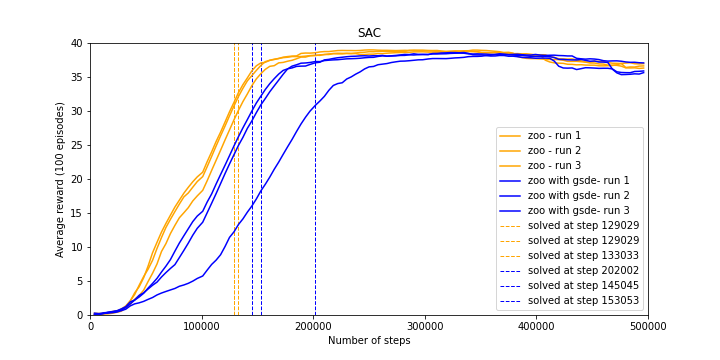 SAC
Average reward (100 episodes)
40
35
30
25
20
15
10
5
0
zoo - run 1
zoo - run 2
zoo - run 3
zoo with gsde- run 1
zoo with gsde- run 2
zoo with gsde- run 3
solved at step 129029
solved at step 129029
solved at step 133033
solved at step 202002
solved at step 145045
solved at step 153053
0 100000 200000 300000 400000 500000
Number of steps